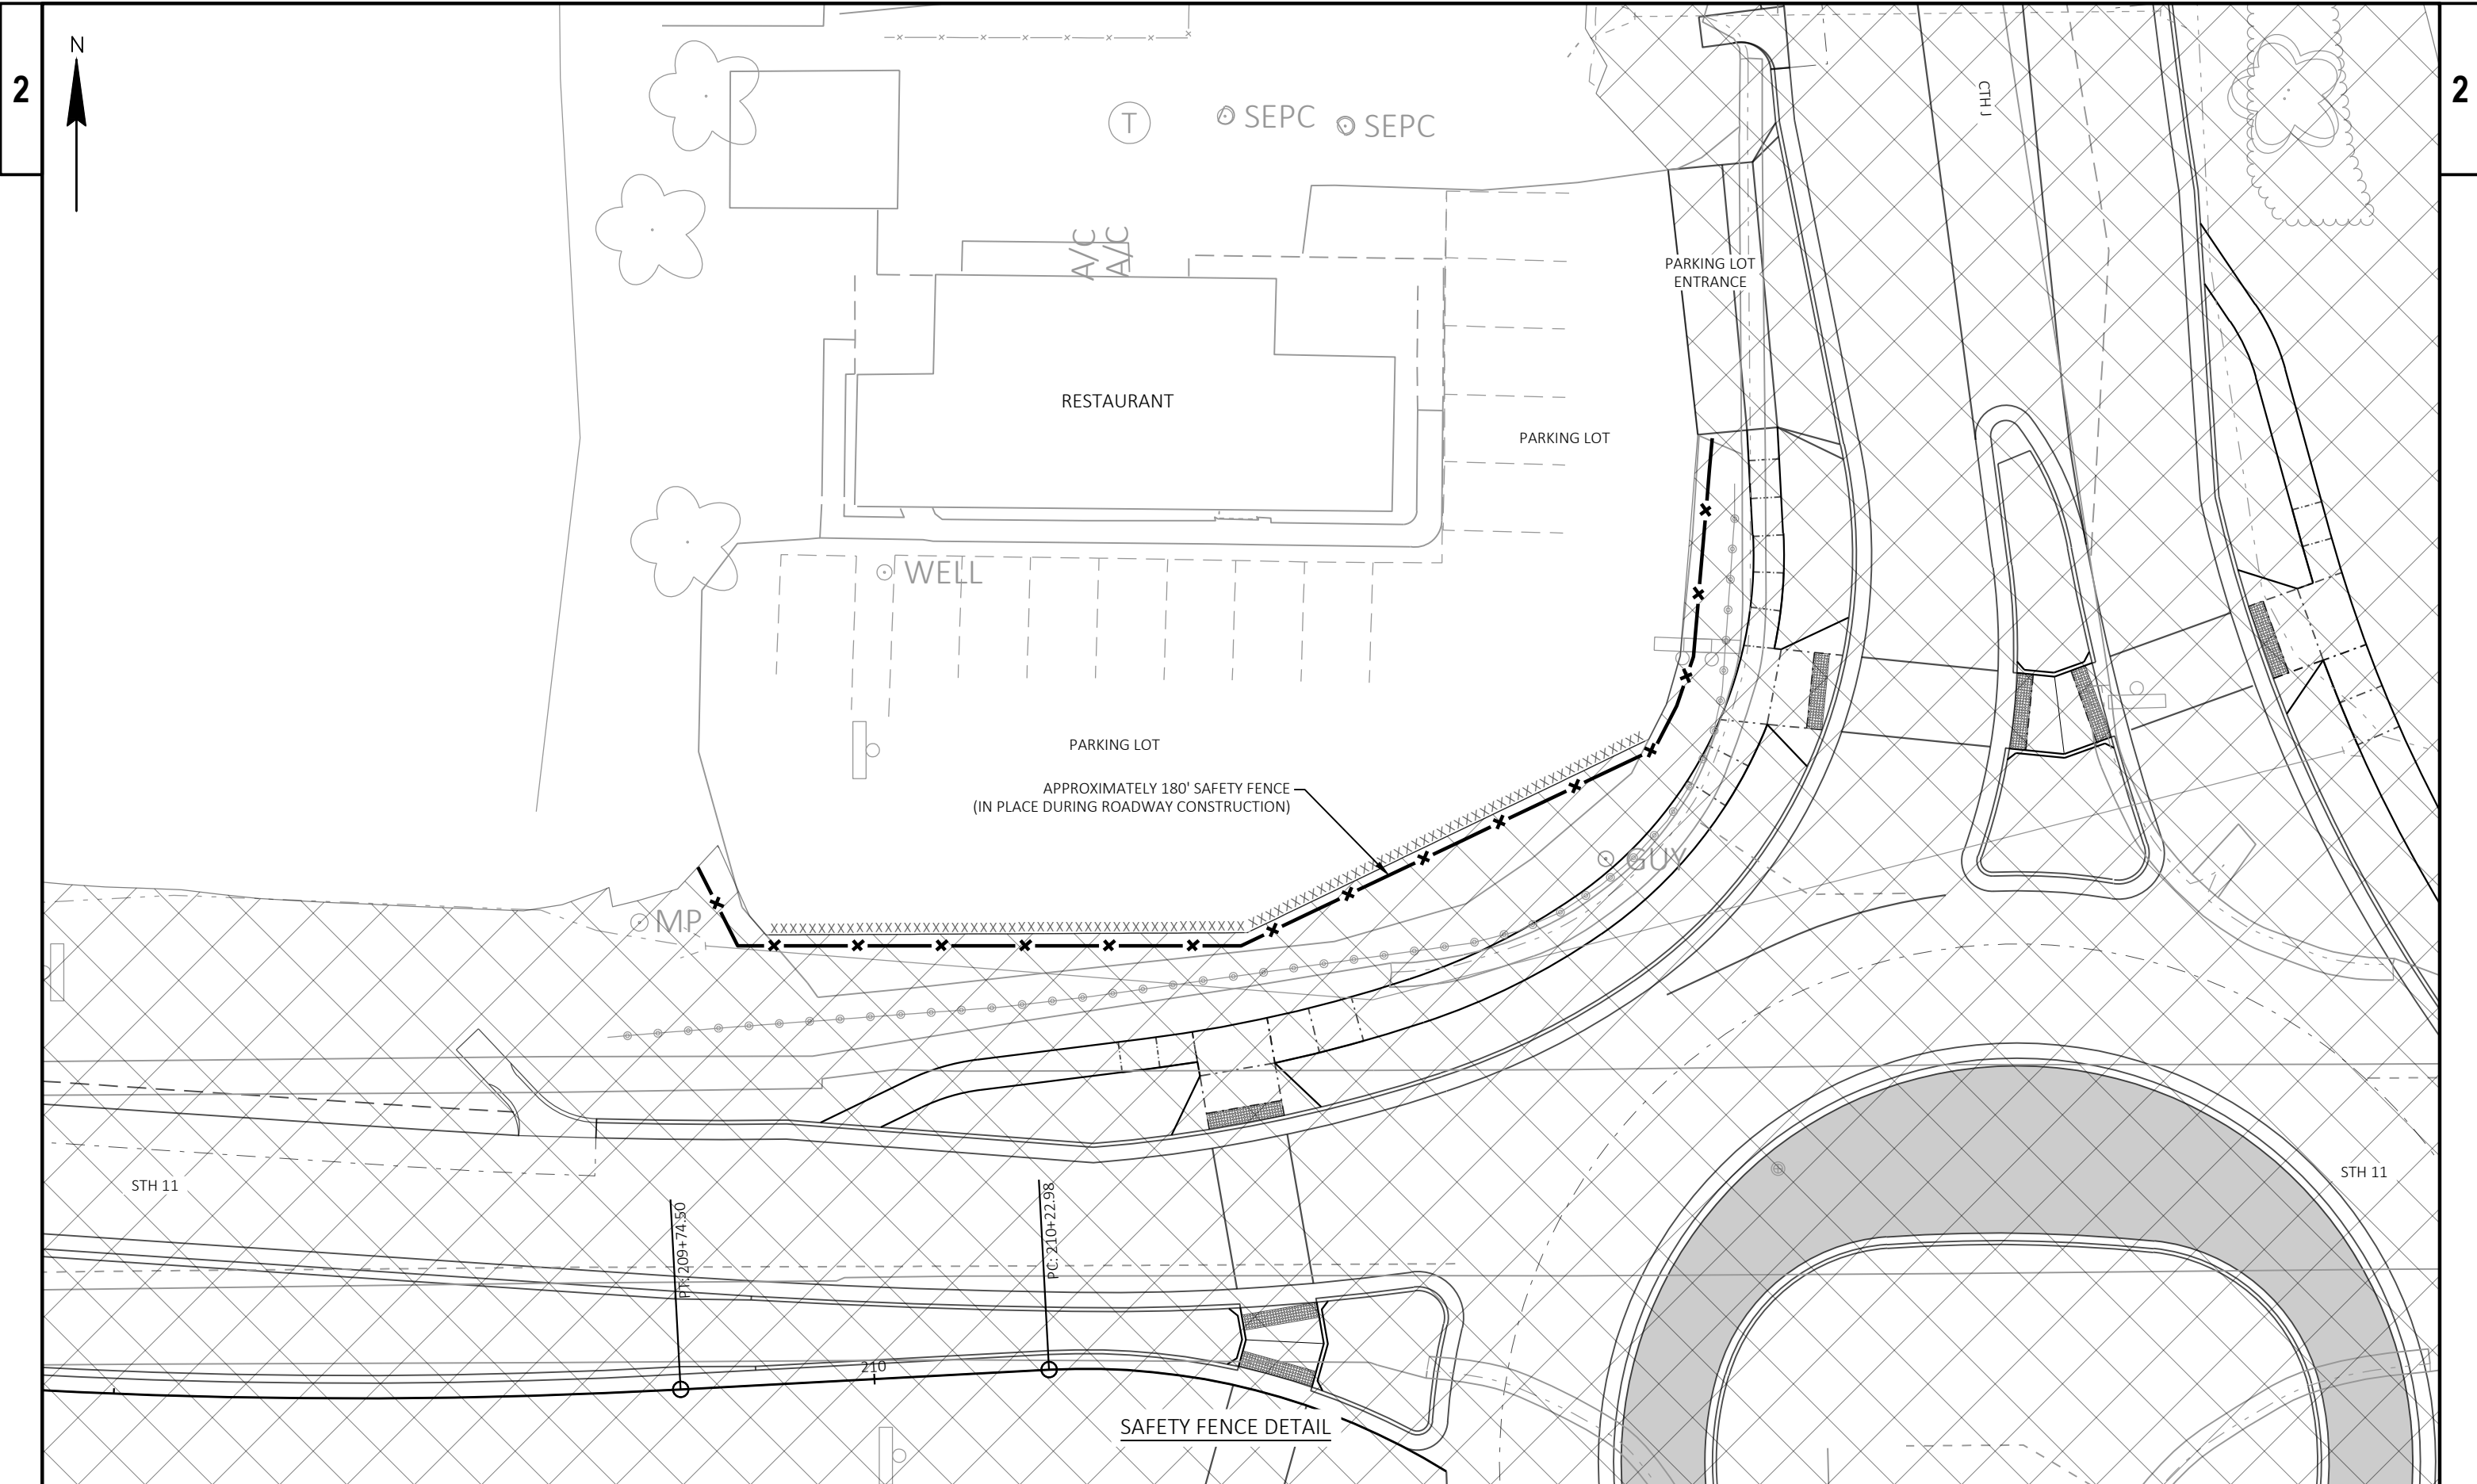 2
2
N
CTH J
T
SEPC
SEPC
A/C
A/C
PARKING LOT
ENTRANCE
RESTAURANT
PARKING LOT
WELL
PARKING LOT
APPROXIMATELY 180' SAFETY FENCE
(IN PLACE DURING ROADWAY CONSTRUCTION)
GUY
MP
STH 11
STH 11
PT: 209+74.50
PC: 210+22.98
210
SAFETY FENCE DETAIL